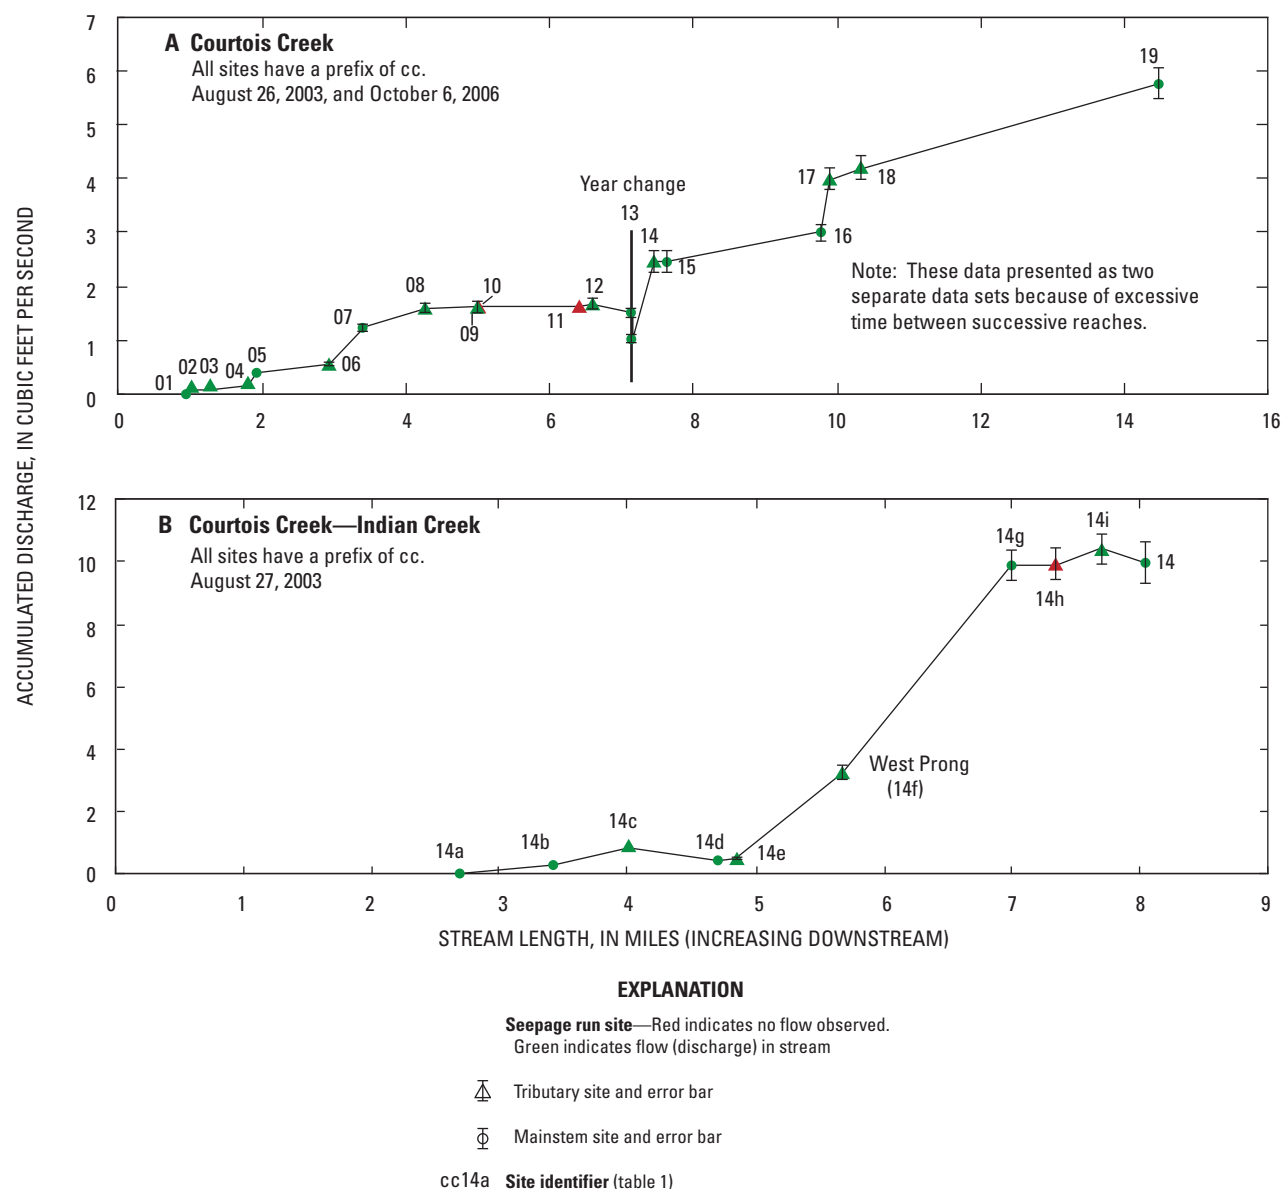 A Courtois Creek
All sites have a prefix of cc.
August 26, 2003, and October 6, 2006
ACCUMULATED DISCHARGE, IN CUBIC FEET PER SECOND
7
6
5
4
3
2
1
0
01
02
03
04
05
06
07
08
09
10
11
12
Year change
13
14
15
16
17
18
19
Note: These data presented as two
separate data sets because of excessive
time between successive reaches.
0 2 4 6 8 10 12 14 16
B Courtois Creek—Indian Creek
All sites have a prefix of cc.
August 27, 2003
12
10
8
6
4
2
0
14a
14b
14c
14d
14e
West Prong
(14f)
14g
14h
14i
14
0 1 2 3 4 5 6 7 8 9
STREAM LENGTH, IN MILES (INCREASING DOWNSTREAM)
EXPLANATION
Seepage run site—Red indicates no flow observed.
Green indicates flow (discharge) in stream
Tributary site and error bar
Mainstem site and error bar
cc14a Site identifier (table 1)